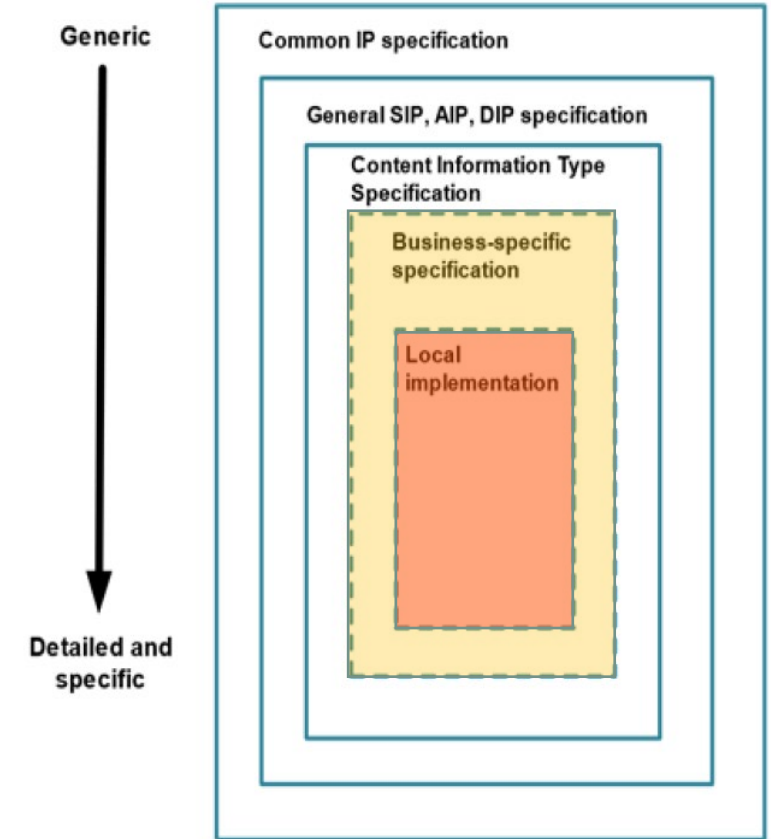 Generic
Common IP specification
General SIP, AIP, DIP specification
Content Information Type
Specification
Business-specific
specification
Local
implementation
Detailed and
specific